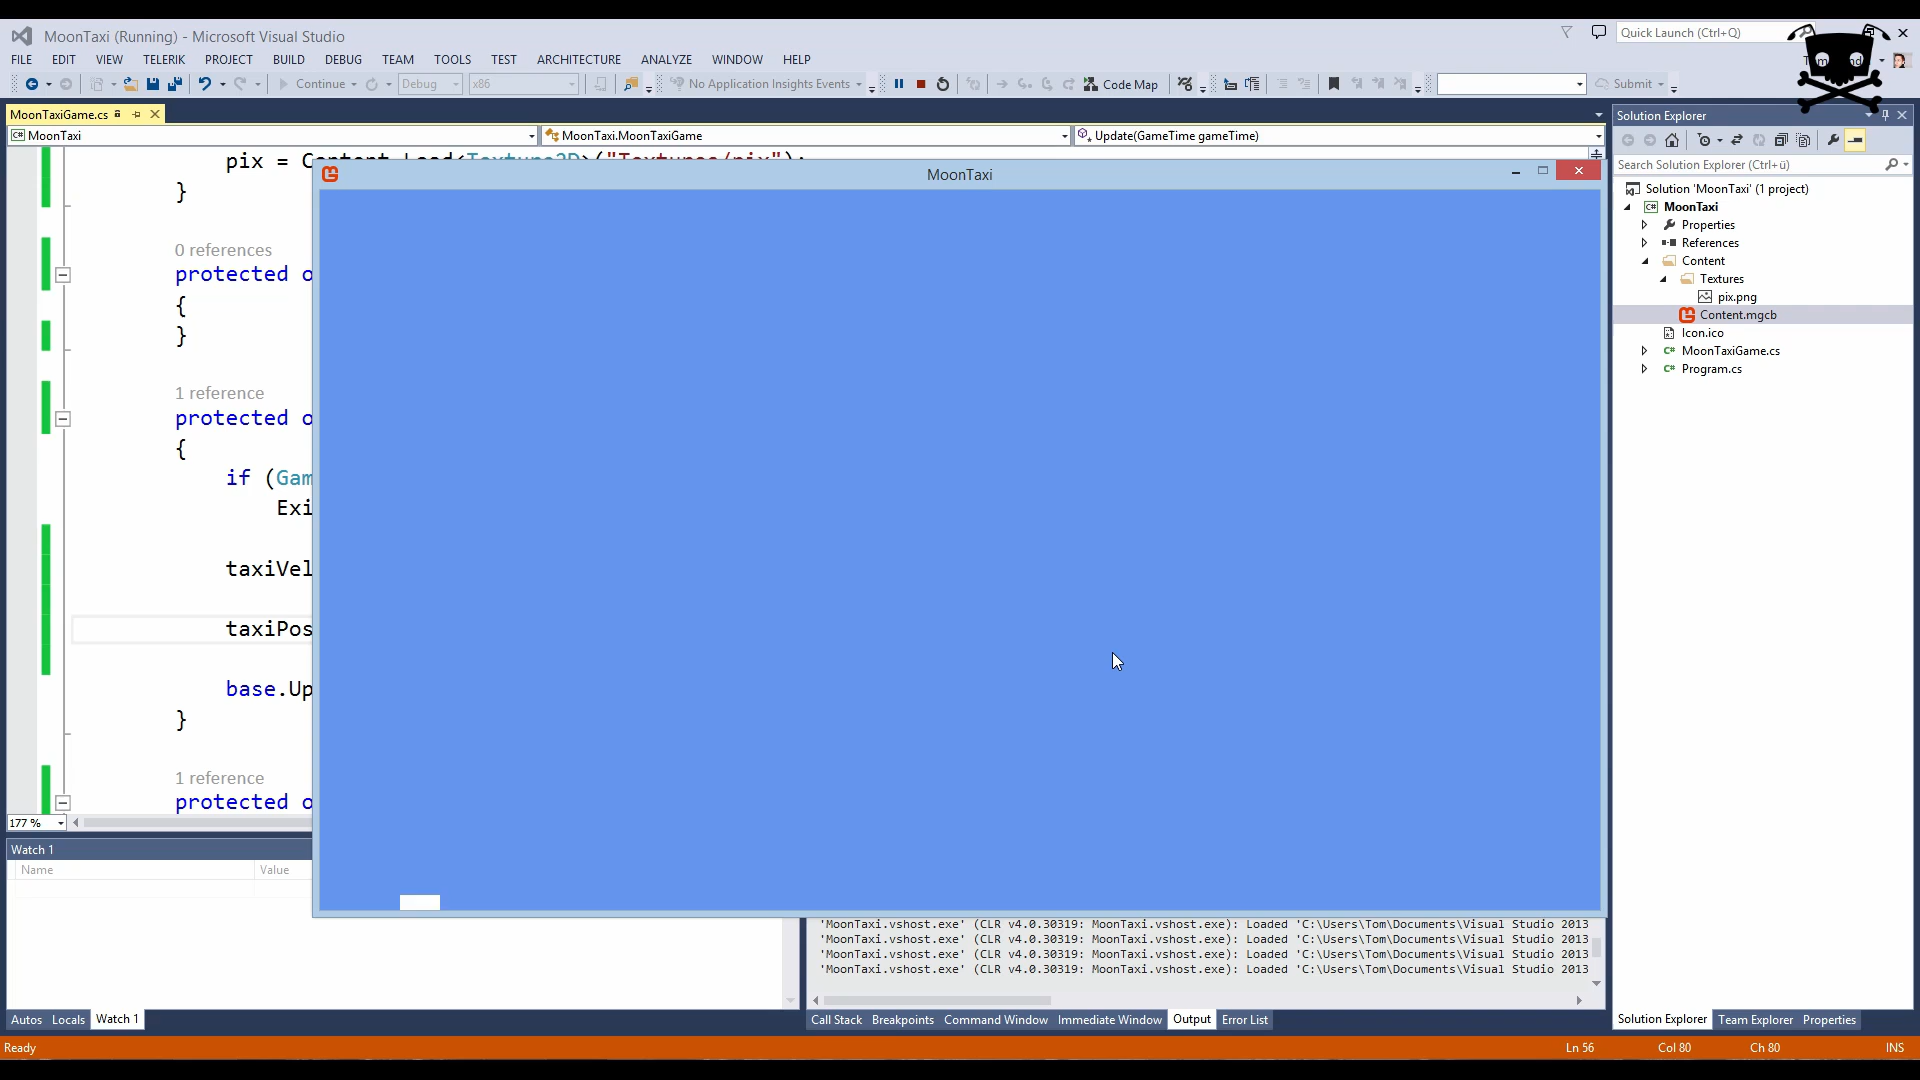 MoonTaxi (Running) - Microsoft Visual Studio
Quick Launch (Ctrl+Q)
FILE EDIT VIEW TELERIK PROJECT BUILD DEBUG TEAM TOOLS TEST ARCHITECTURE ANALYZE WINDOW HELP
Continue Debug x86 No Application Insights Events Code Map Submit
MoonTaxiGame.cs
MoonTaxi MoonTaxi.MoonTaxiGame Update(GameTime gameTime)
pix = Content.Load<Texture2D>("Textures/pix");
}
0 references
protected o
{
}
1 reference
protected o
{
if (Gam
Exi
taxiVel
taxiPos
base.Up
}
1 reference
protected o
177 %
MoonTaxi
Solution Explorer
Search Solution Explorer (Ctrl+ü)
Solution 'MoonTaxi' (1 project)
MoonTaxi
Properties
References
Content
Textures
pix.png
Content.mgcb
Icon.ico
MoonTaxiGame.cs
Program.cs
Watch 1
Name Value
'MoonTaxi.vshost.exe' (CLR v4.0.30319: MoonTaxi.vshost.exe): Loaded 'C:\Users\Tom\Documents\Visual Studio 2013
'MoonTaxi.vshost.exe' (CLR v4.0.30319: MoonTaxi.vshost.exe): Loaded 'C:\Users\Tom\Documents\Visual Studio 2013
'MoonTaxi.vshost.exe' (CLR v4.0.30319: MoonTaxi.vshost.exe): Loaded 'C:\Users\Tom\Documents\Visual Studio 2013
'MoonTaxi.vshost.exe' (CLR v4.0.30319: MoonTaxi.vshost.exe): Loaded 'C:\Users\Tom\Documents\Visual Studio 2013
Autos Locals Watch 1
Call Stack Breakpoints Command Window Immediate Window Output Error List
Solution Explorer Team Explorer Properties
Ready
Ln 56 Col 80 Ch 80 INS